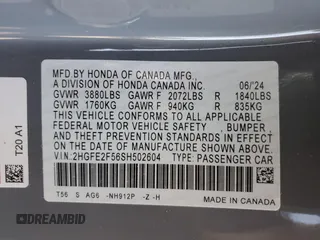 MFD.BY HONDA OF CANADA MFG.,
A DIVISION OF HONDA CANADA INC. 06/'24
GVWR 3880LBS GAWR F 2072LBS R 1840LBS
GVWR 1760KG GAWR F 940KG R 835KG
THIS VEHICLE CONFORMS TO ALL APPLICABLE
FEDERAL MOTOR VEHICLE SAFETY, BUMPER
AND THEFT PREVENTION STANDARDS IN EFFECT
ON THE DATE OF MANUFACTURE SHOWN ABOVE.
VIN:2HGFE2F56SH502604 TYPE:PASSENGER CAR
T56 S AG6 -NH912P -Z -H
MADE IN CANADA
T20 A1
DREAMBID